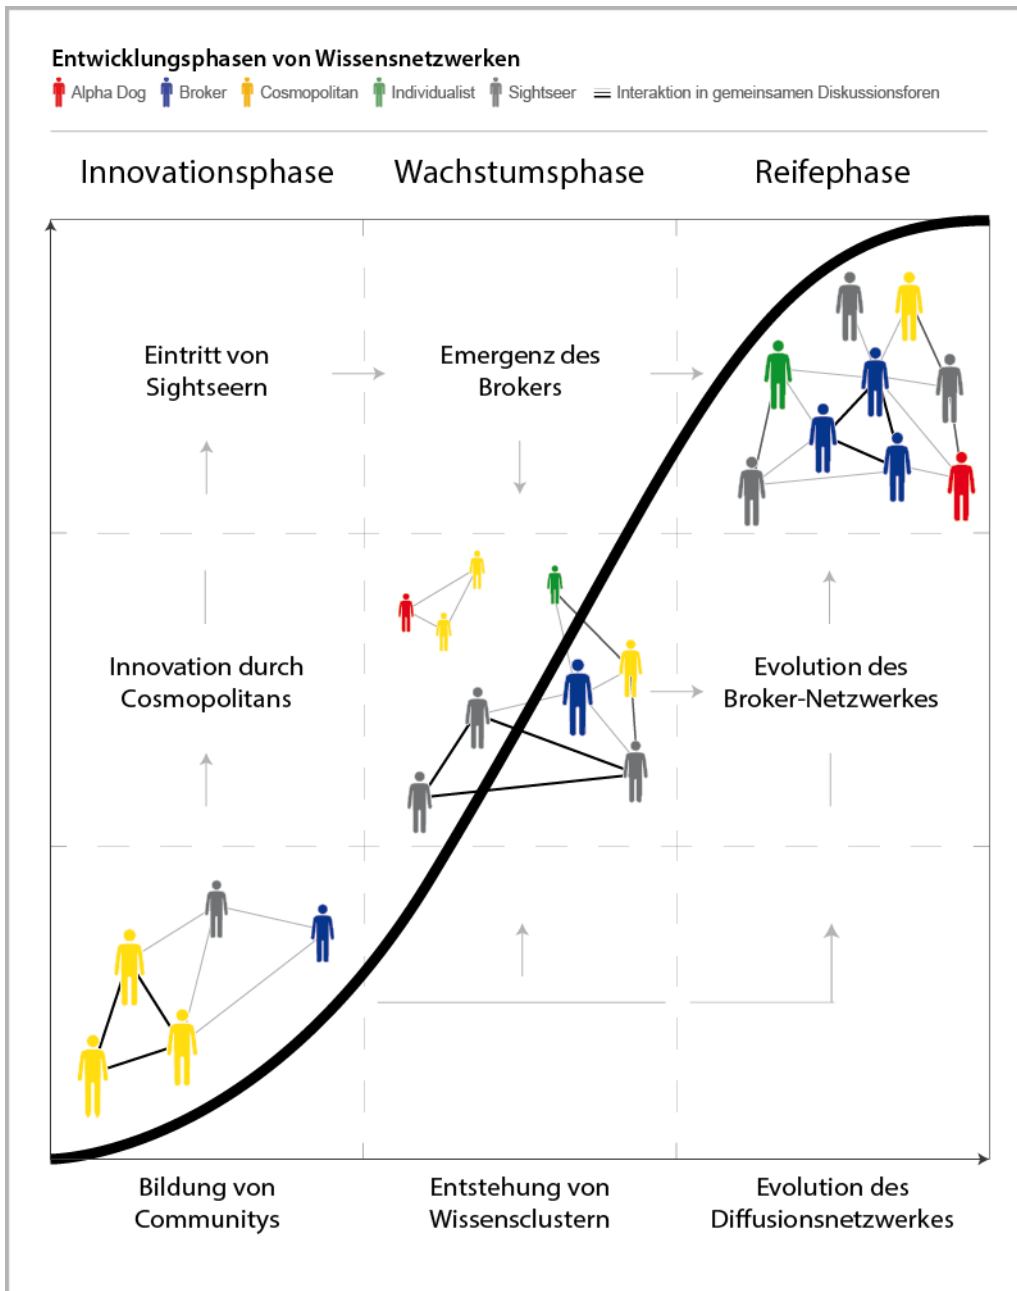 Entwicklungsphasen von Wissensnetzwerken
Alpha Dog Broker Cosmopolitan Individualist Sightseer Interaktion in gemeinsamen Diskussionsforen
Innovationsphase Wachstumsphase Reifephase
Eintritt von
Sightseern
Emergenz des
Brokers
Innovation durch
Cosmopolitans
Evolution des
Broker-Netzwerkes
Bildung von
Communitys
Entstehung von
Wissensclustern
Evolution des
Diffusionsnetzwerkes